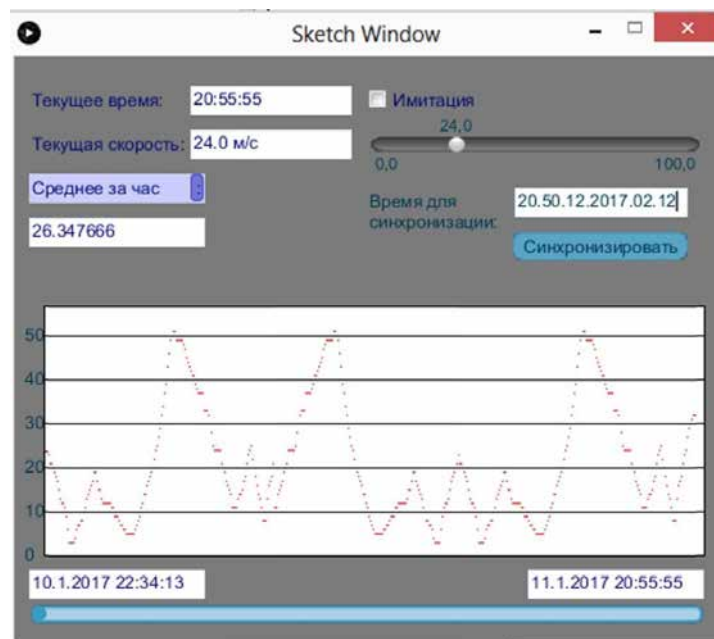 Sketch Window
Текущее время: 20:55:55
Имитация
Текущая скорость: 24.0 м/с
24,0
0,0 100,0
Среднее за час
26.347666
Время для
синхронизации:
20.50.12.2017.02.12
Синхронизировать
50
40
30
20
10
0
10.1.2017 22:34:13 11.1.2017 20:55:55